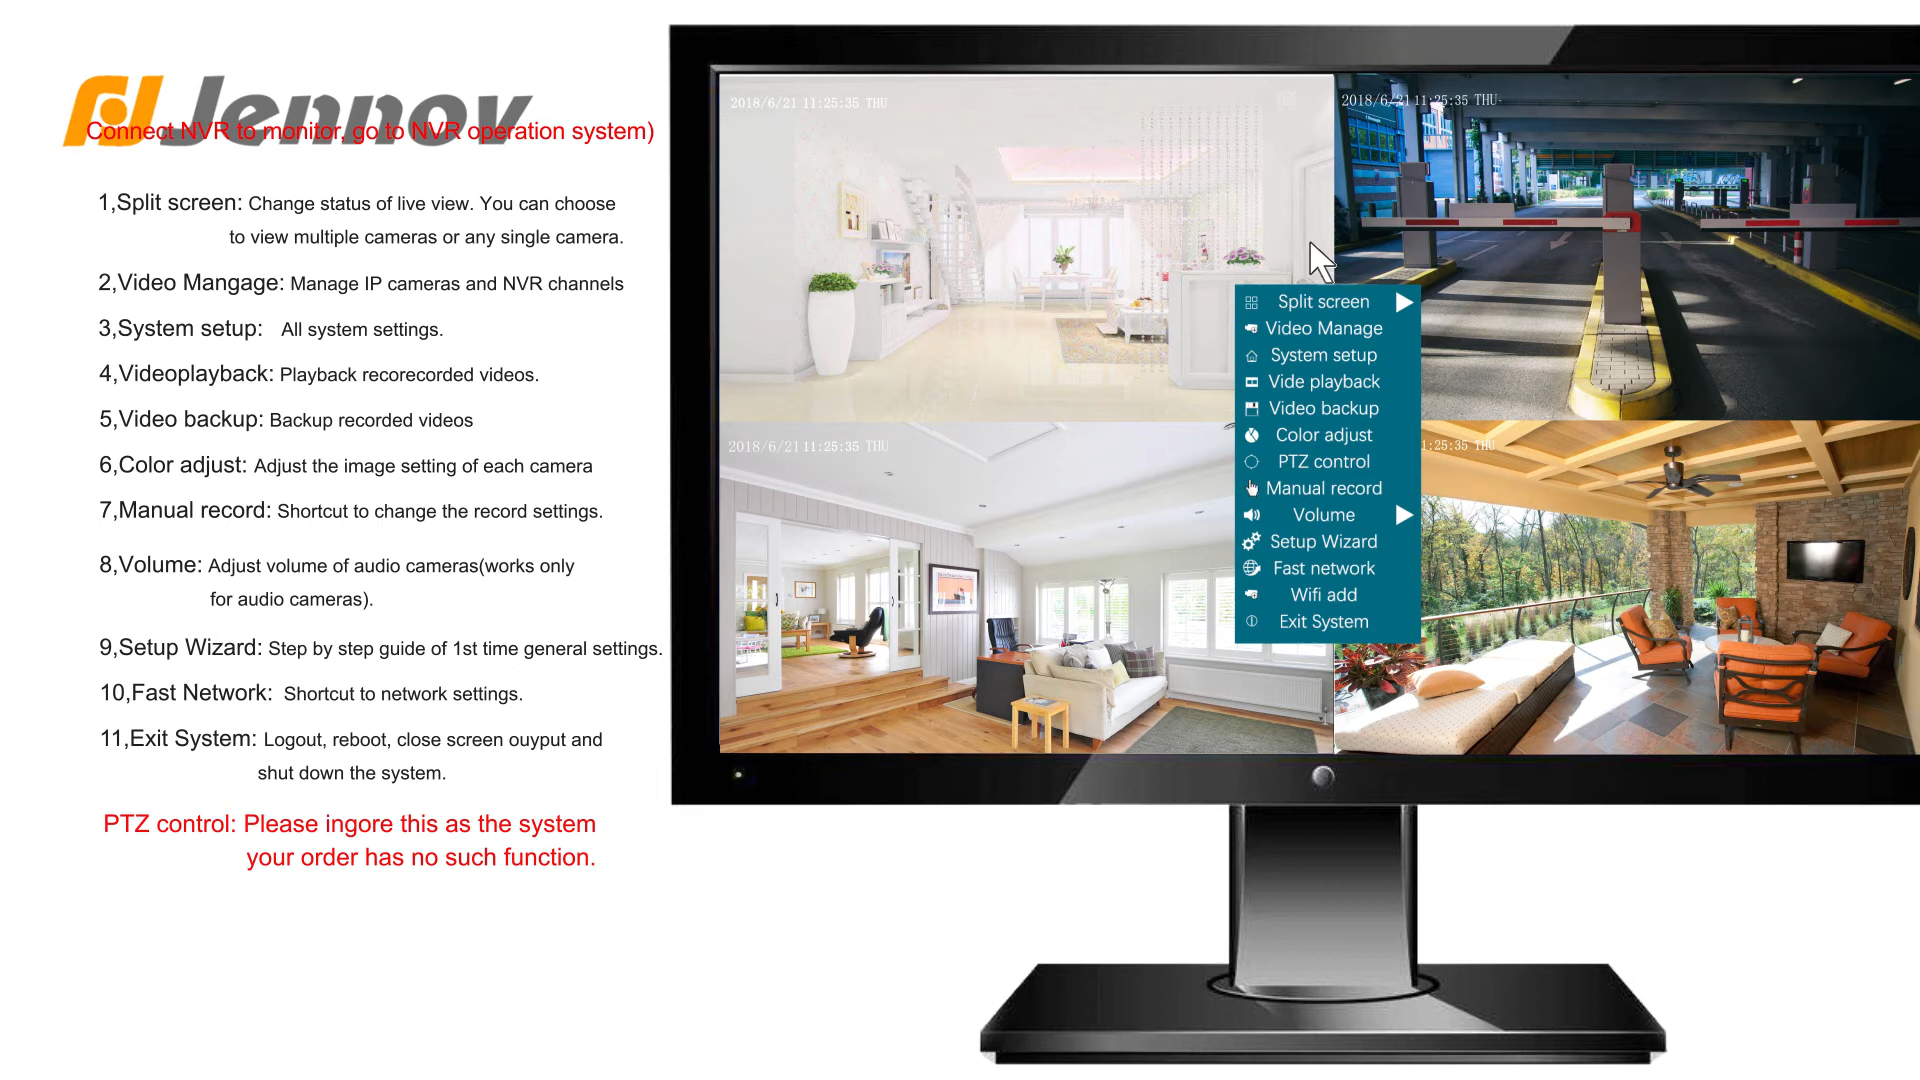 Jennov
Connect NVR to monitor, go to NVR operation system)
1,Split screen: Change status of live view. You can choose
to view multiple cameras or any single camera.
2,Video Mangage: Manage IP cameras and NVR channels
3,System setup: All system settings.
4,Videoplayback: Playback recorecorded videos.
5,Video backup: Backup recorded videos
6,Color adjust: Adjust the image setting of each camera
7,Manual record: Shortcut to change the record settings.
8,Volume: Adjust volume of audio cameras(works only
for audio cameras).
9,Setup Wizard: Step by step guide of 1st time general settings.
10,Fast Network: Shortcut to network settings.
11,Exit System: Logout, reboot, close screen ouyput and
shut down the system.
PTZ control: Please ingore this as the system
your order has no such function.
2018/6/21 11:25:35 THU
2018/6/21 11:25:35 THU
2018/6/21 11:25:35 THU
1:25:35 THU
Split screen
Video Manage
System setup
Vide playback
Video backup
Color adjust
PTZ control
Manual record
Volume
Setup Wizard
Fast network
Wifi add
Exit System